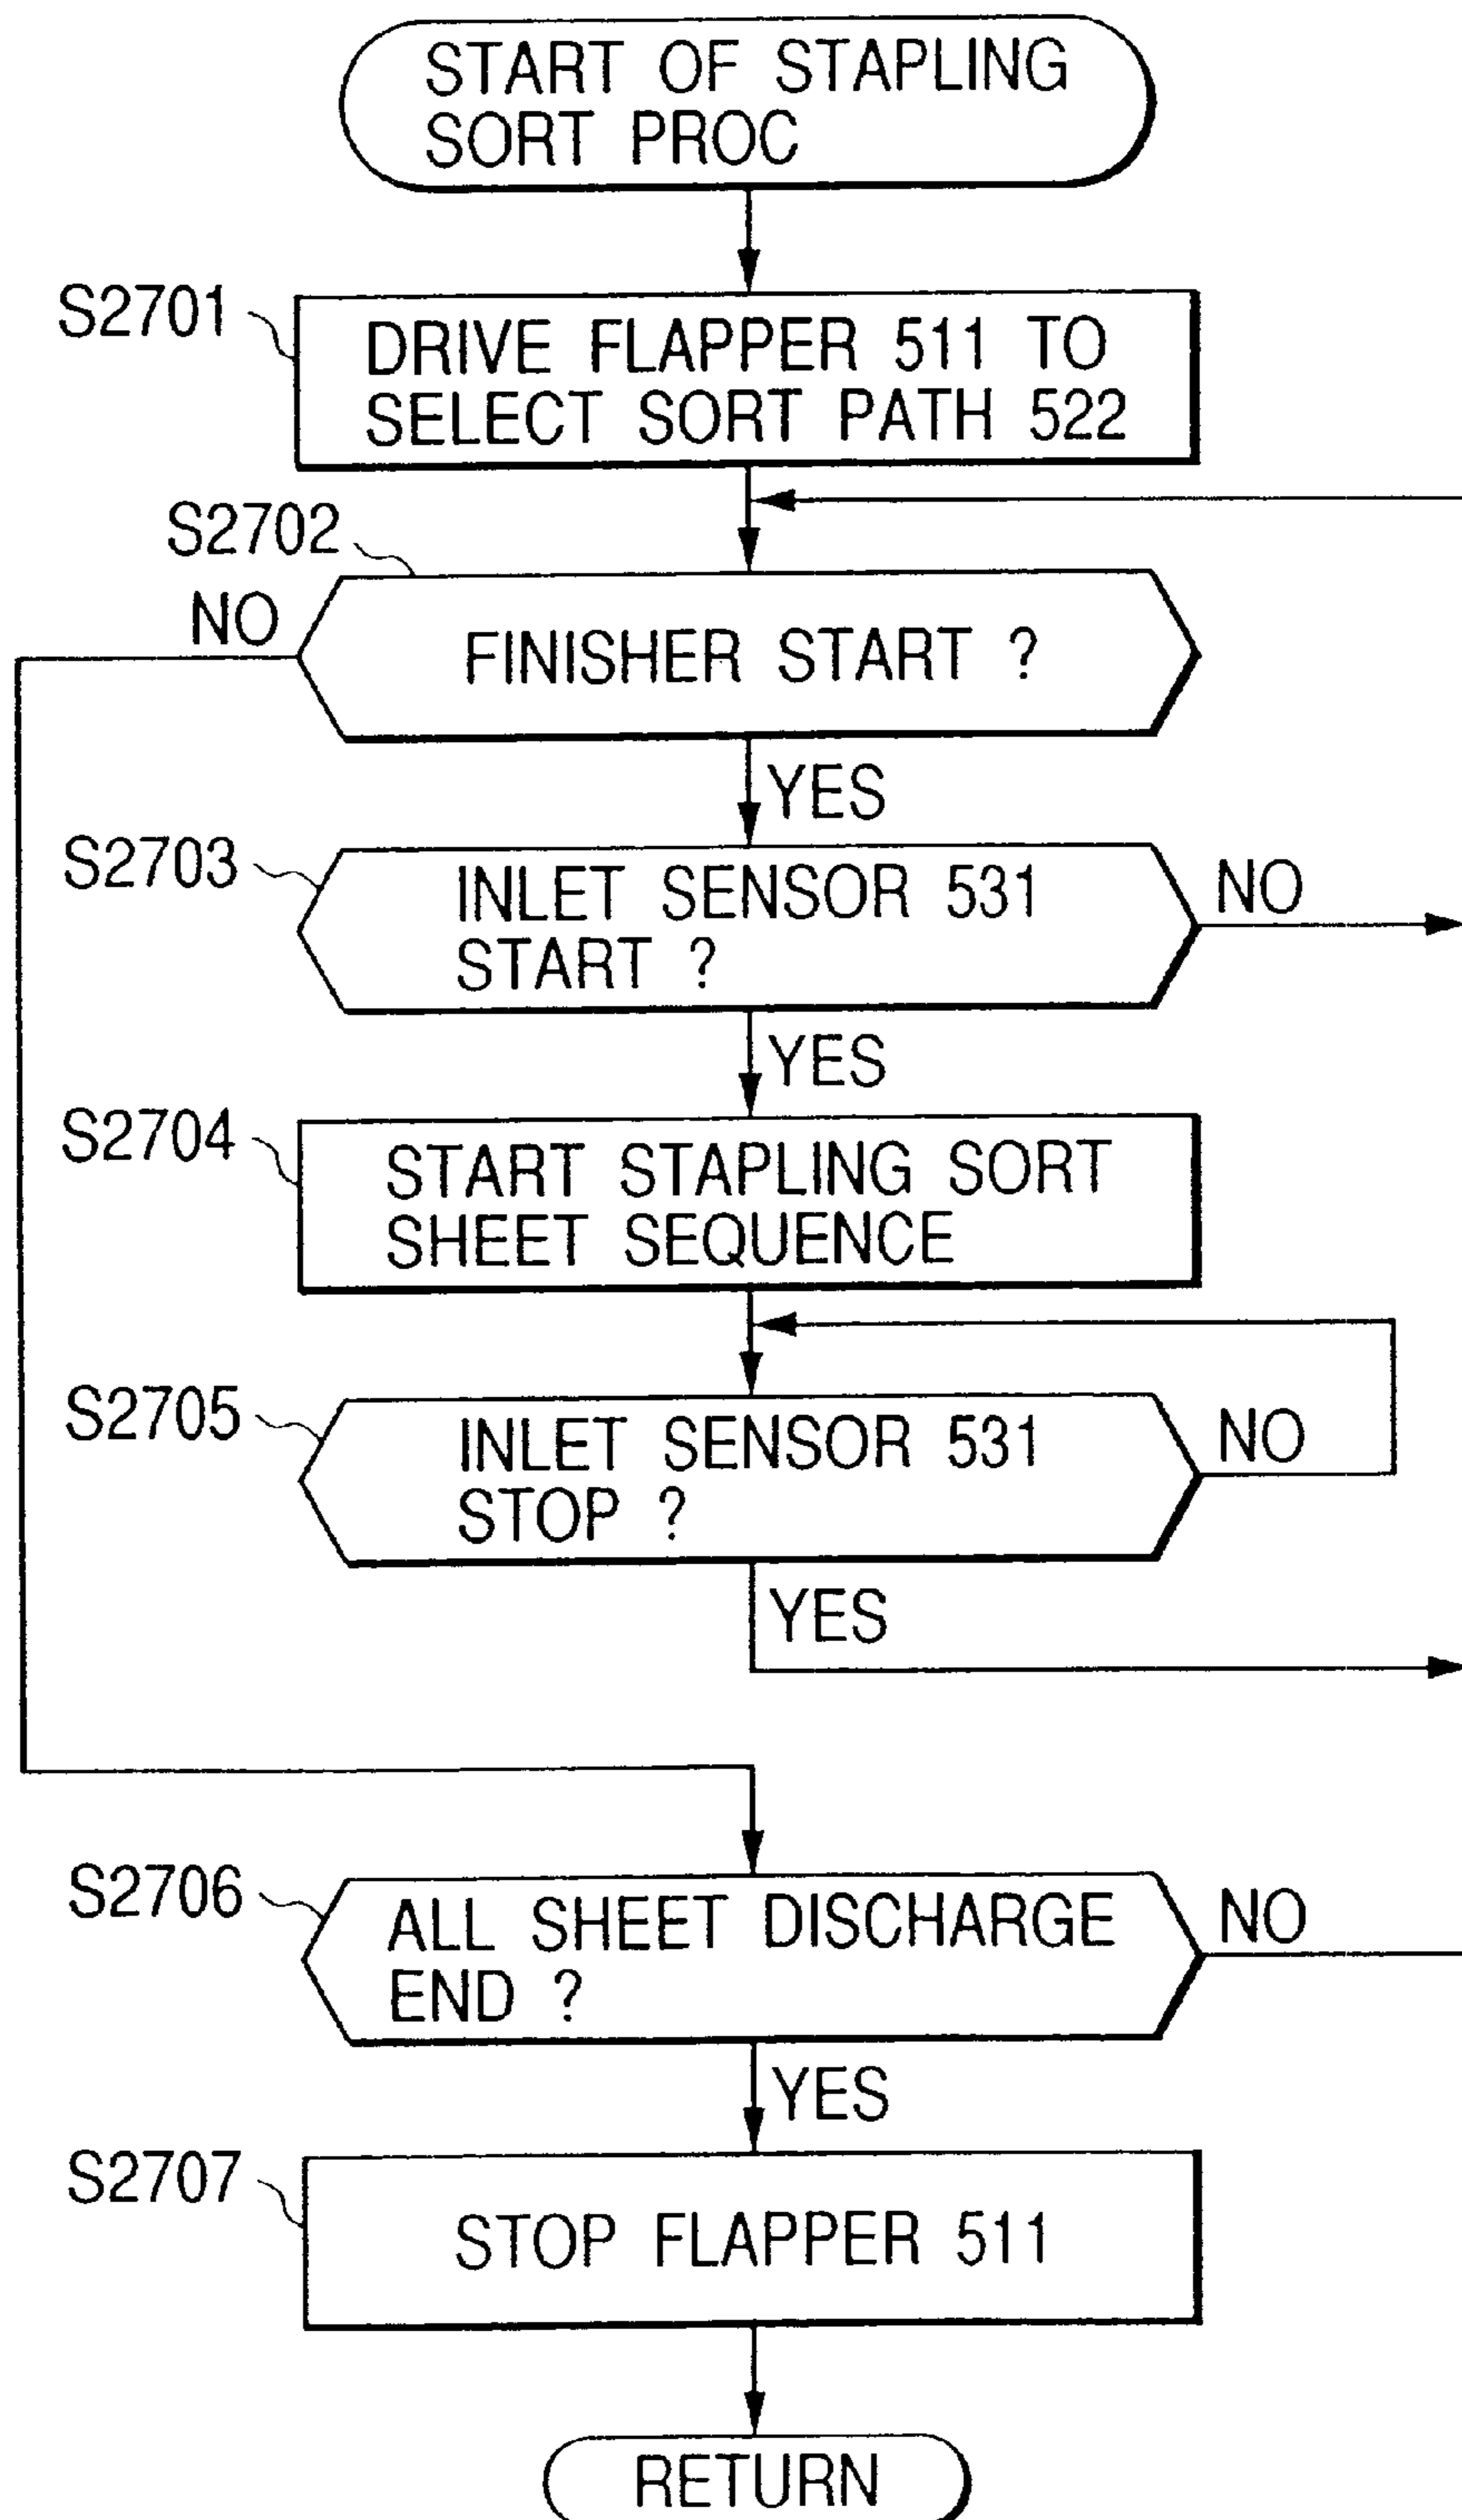 START OF STAPLING
SORT PROC
S2701
DRIVE FLAPPER 511 TO
SELECT SORT PATH 522
S2702
NO
FINISHER START ?
YES
S2703
INLET SENSOR 531
START ?
NO
YES
S2704
START STAPLING SORT
SHEET SEQUENCE
S2705
INLET SENSOR 531
STOP ?
NO
YES
S2706
ALL SHEET DISCHARGE
END ?
NO
YES
S2707
STOP FLAPPER 511
RETURN